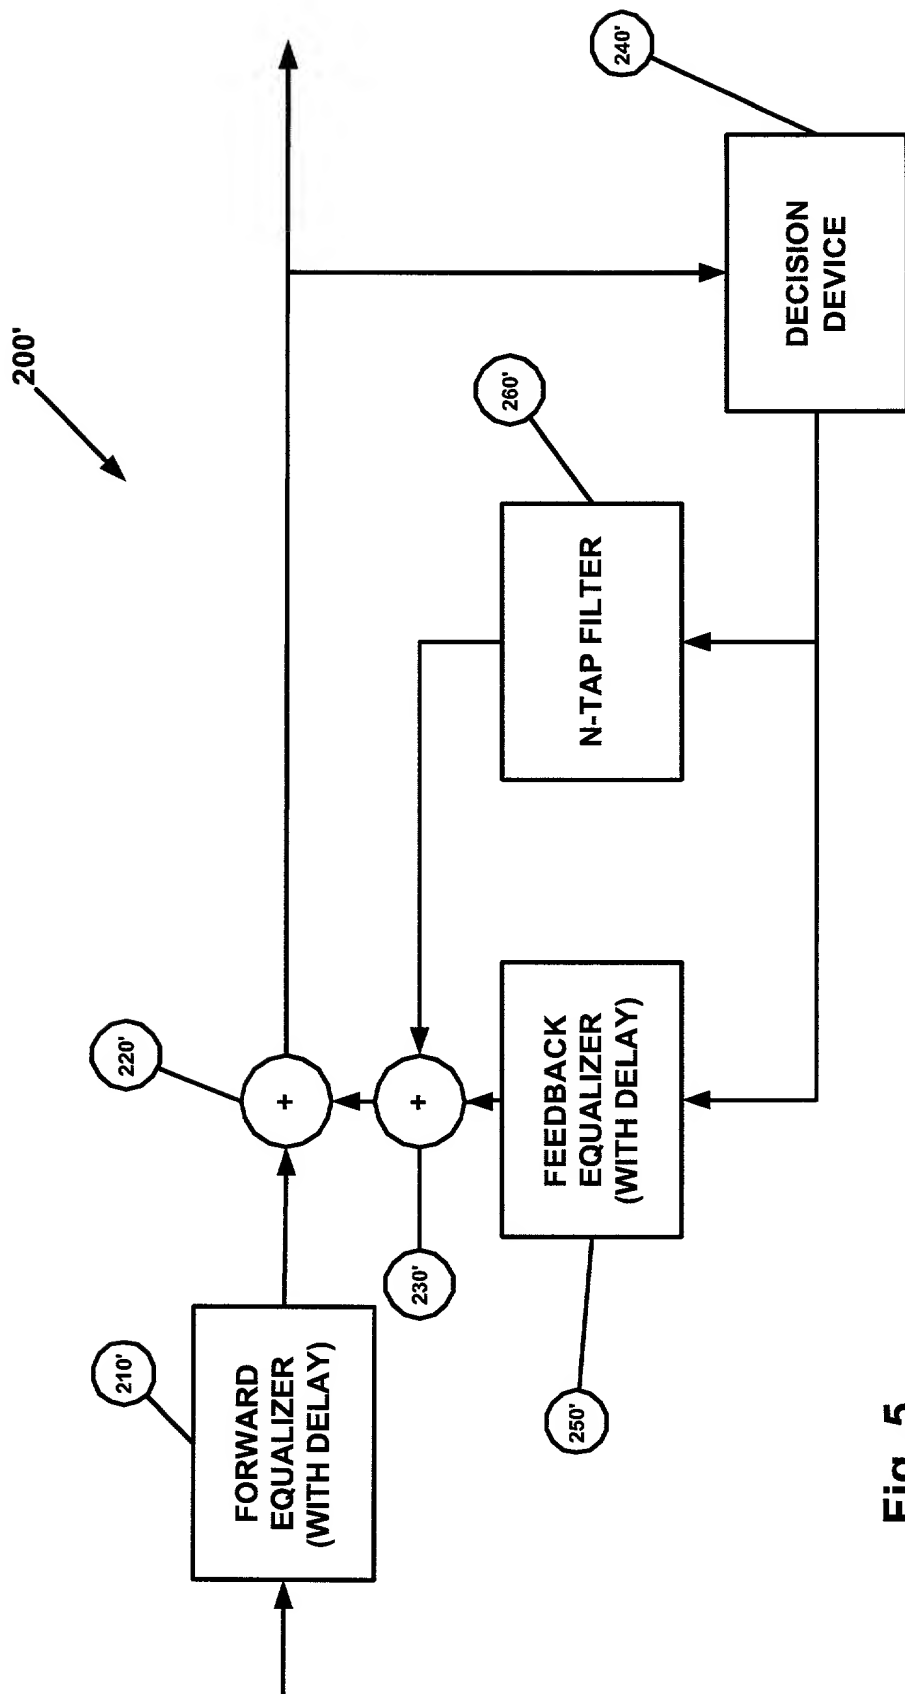 200'
210'
FORWARD
EQUALIZER
(WITH DELAY)
220'
+
230'
+
250'
FEEDBACK
EQUALIZER
(WITH DELAY)
260'
N-TAP FILTER
240'
DECISION
DEVICE
Fig. 5